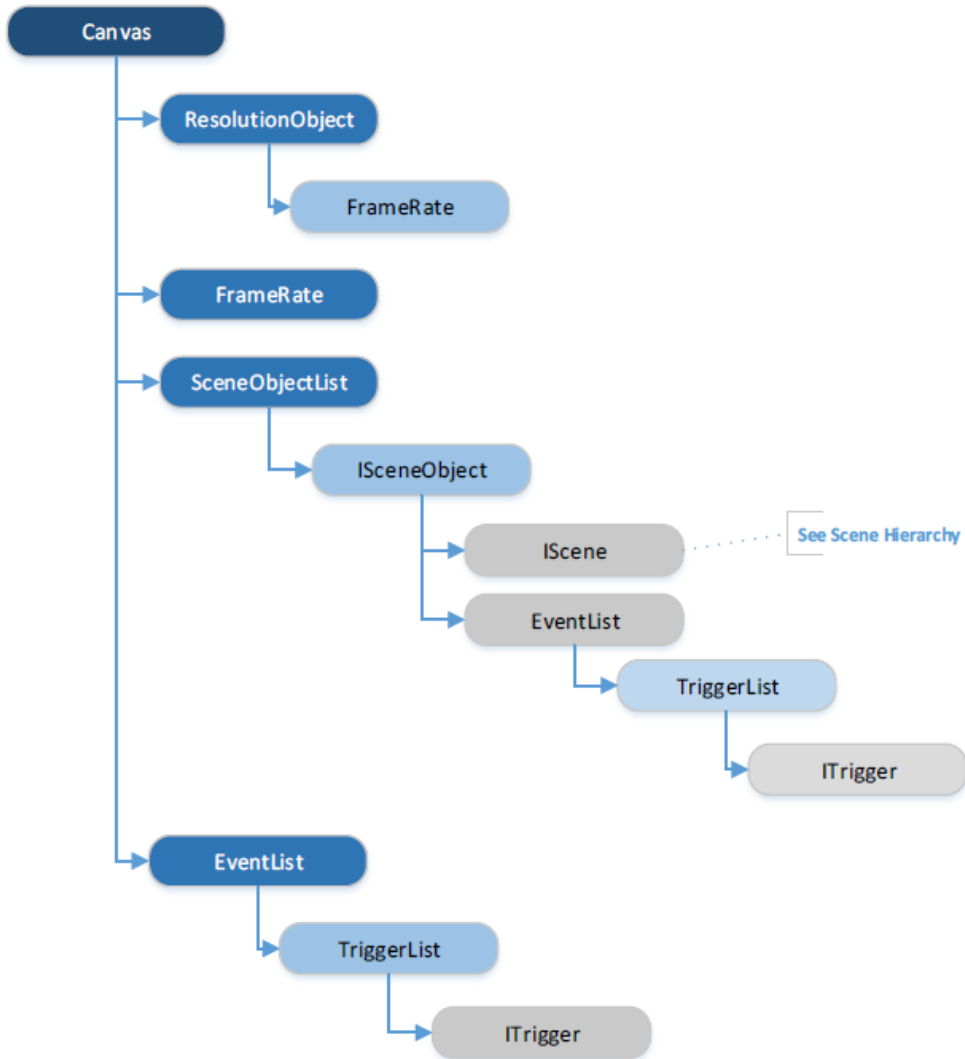 Canvas
ResolutionObject
FrameRate
FrameRate
SceneObjectList
ISceneObject
IScene
See Scene Hierarchy
EventList
TriggerList
ITrigger
EventList
TriggerList
ITrigger